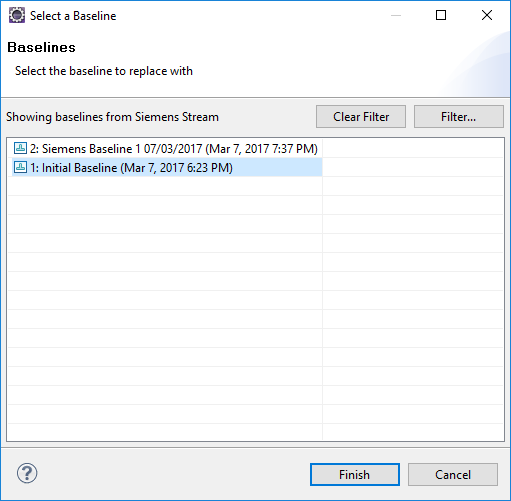 Select a Baseline
Baselines
Select the baseline to replace with
Showing baselines from Siemens Stream
Clear Filter
Filter...
2: Siemens Baseline 1 07/03/2017 (Mar 7, 2017 7:37 PM)
1: Initial Baseline (Mar 7, 2017 6:23 PM)
?
Finish
Cancel